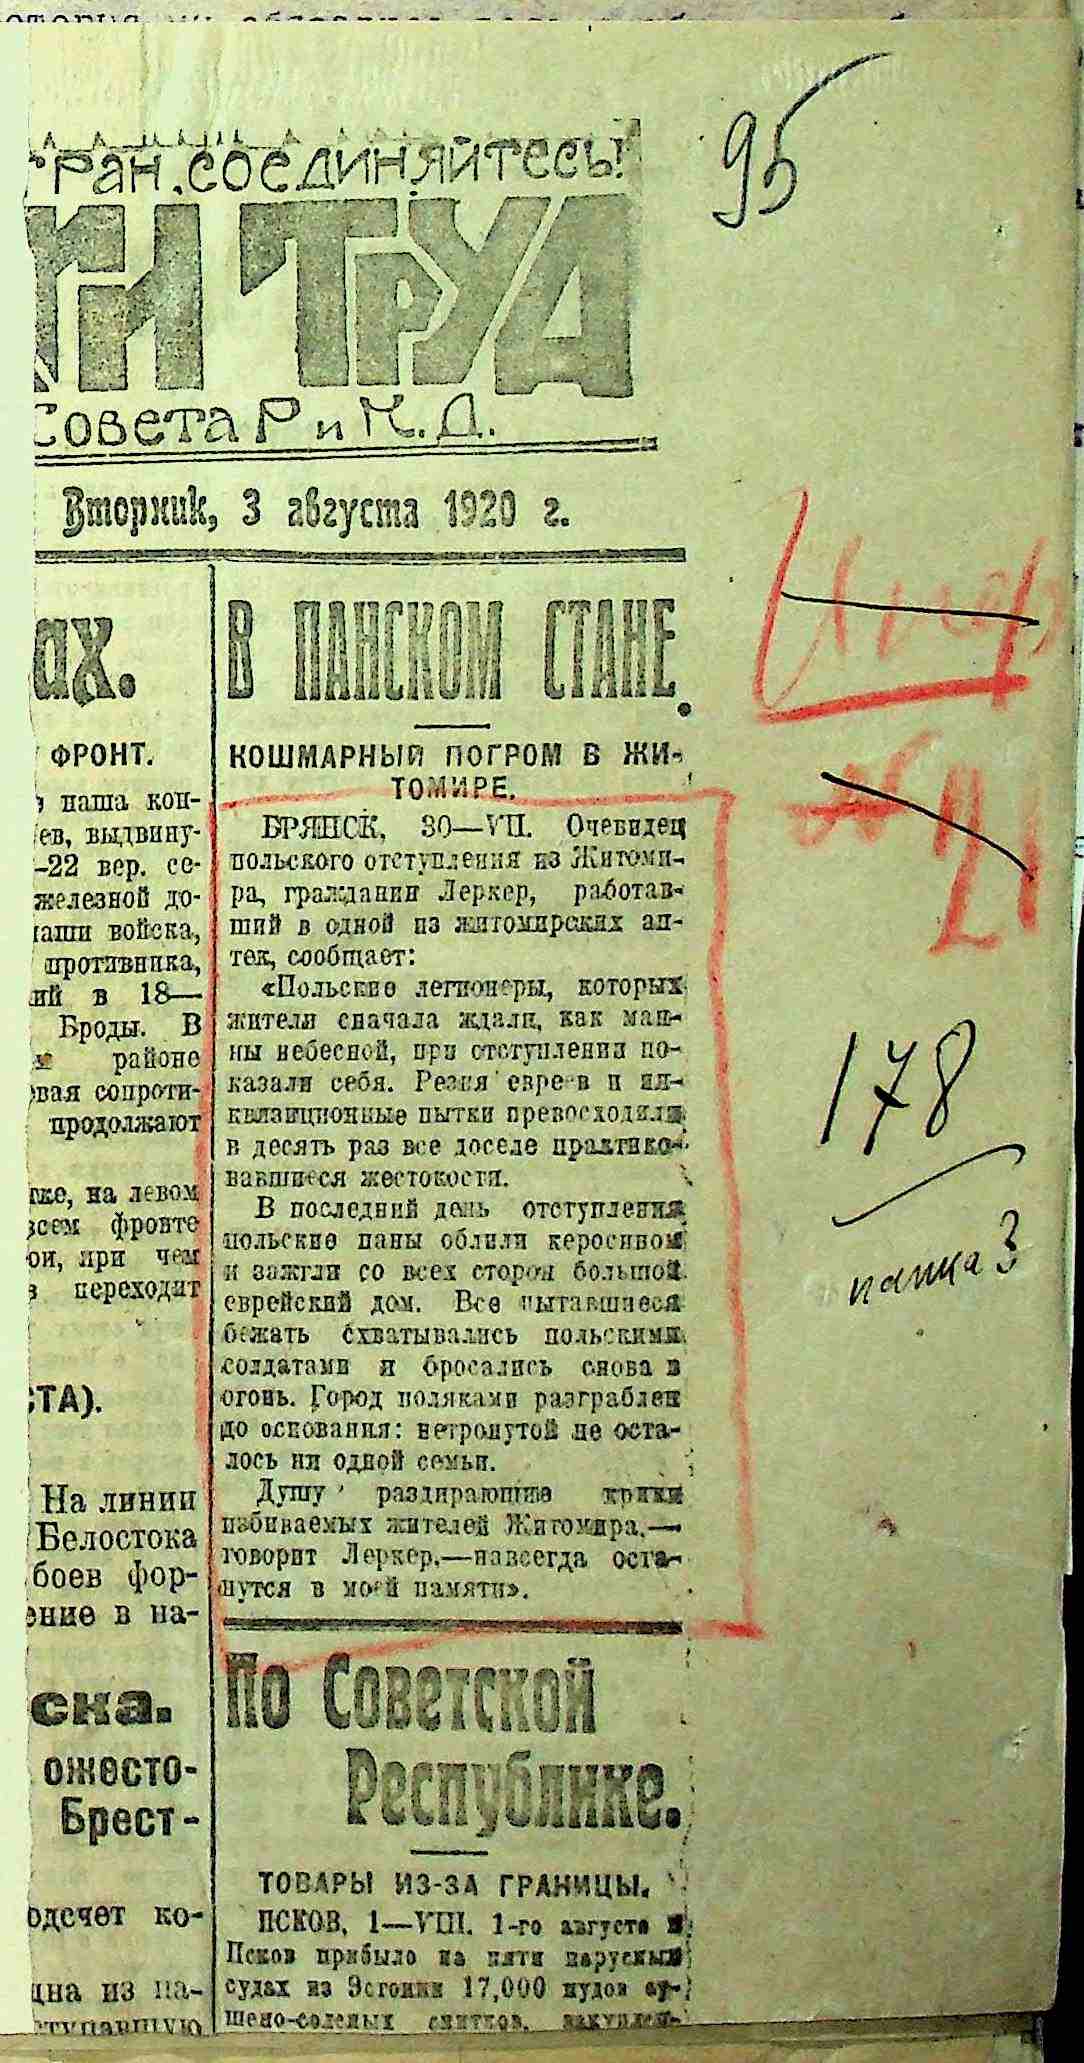 95
тран. соединяйтесь!
ТРУД
Совета Р и К. Д.
Вторник, 3 августа 1920 г.
ах.
ФРОНТ.
наша кон-
ев, выдвину-
-22 вер. се-
железной до-
наши войска,
противника,
ий в 18—
Броды. В
м районе
вая сопроти-
продолжают
тке, на левом
всем фронте
ои, при чем
в переходит
СТА).
На линии
Белостока
боев фор-
ение в на-
ска.
ожесто-
Брест-
одсчет ко-
дна из на-
ступавшую
В ПАНСКОМ СТАНЕ.
КОШМАРНЫЙ ПОГРОМ В ЖИ-
ТОМИРЕ.
БРЯНСК, 30—VII. Очевидец
польского отступления из Житоми-
ра, гражданин Леркер, работав-
ший в одной из житомирских ап-
тек, сообщает:
«Польские легионеры, которых
жители сначала ждали, как ман-
ны небесной, при отступлении по-
казали себя. Резня евреев и ин-
квизиционные пытки превосходили
в десять раз все доселе практико-
вавшиеся жестокости.
В последний день отступления
польские паны облили керосином
и зажгли со всех сторон большой
еврейский дом. Все пытавшиеся
бежать схватывались польскими
солдатами и бросались снова в
огонь. Город поляками разграблен
до основания: нетронутой не оста-
лось ни одной семьи.
Душу раздирающие крики
избиваемых жителей Житомира,—
говорит Леркер,—навсегда оста-
нутся в моей памяти».
По Советской
Республике.
ТОВАРЫ ИЗ-ЗА ГРАНИЦЫ.
ПСКОВ, 1—VIII. 1-го августа в
Псков прибыло на пяти парусных
судах из Эстонии 17,000 пудов су-
шено-соленых снитков, закуплен-
178
папка 3